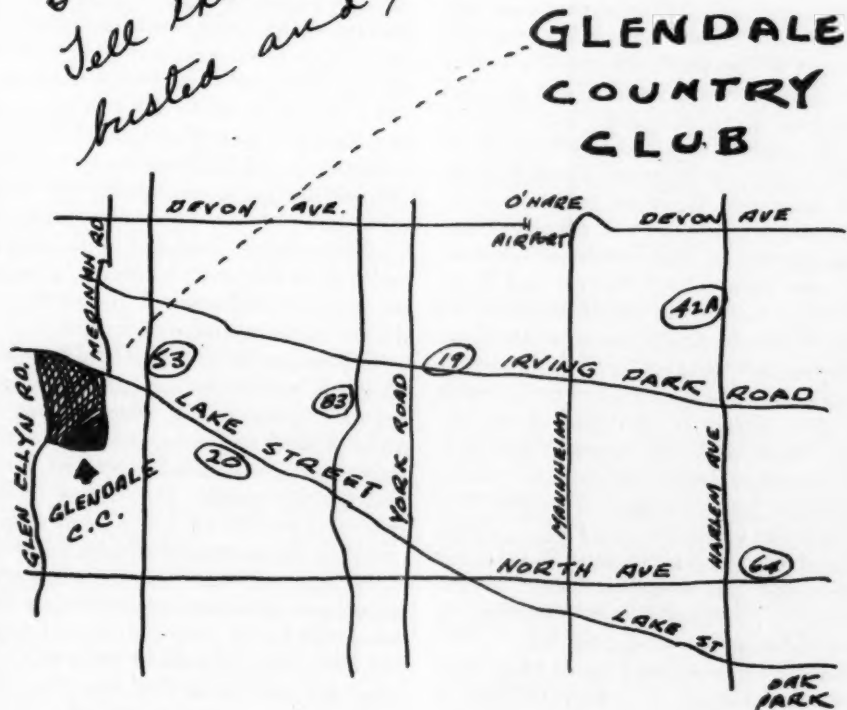 Tell
busted and
GLENDALE
COUNTRY
CLUB
DEVON AVE.
O'HARE
AIRPORT
DEVON AVE
MEDINAH RD
42A
53
19
IRVING PARK ROAD
GLEN ELLYN RD.
LAKE STREET
83
20
YORK ROAD
MANNHEIM
HARLEM AVE
GLENDALE
C.C.
NORTH AVE
64
LAKE ST
OAK
PARK